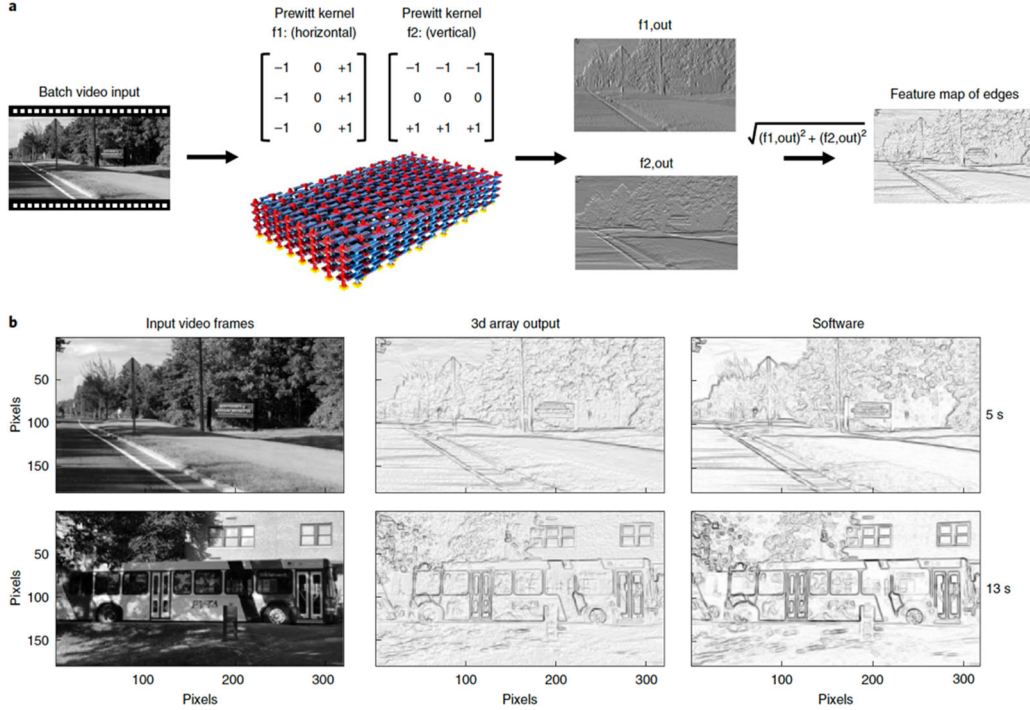 a
Prewitt kernel
f1: (horizontal)
Prewitt kernel
f2: (vertical)
−1 0 +1
−1 0 +1
−1 0 +1
−1 −1 −1
0 0 0
+1 +1 +1
Batch video input
f1,out
f2,out
√(f1,out)² + (f2,out)²
Feature map of edges
b
Input video frames
3d array output
Software
Pixels
50
100
150
5 s
Pixels
50
100
150
13 s
100 200 300
100 200 300
100 200 300
Pixels
Pixels
Pixels